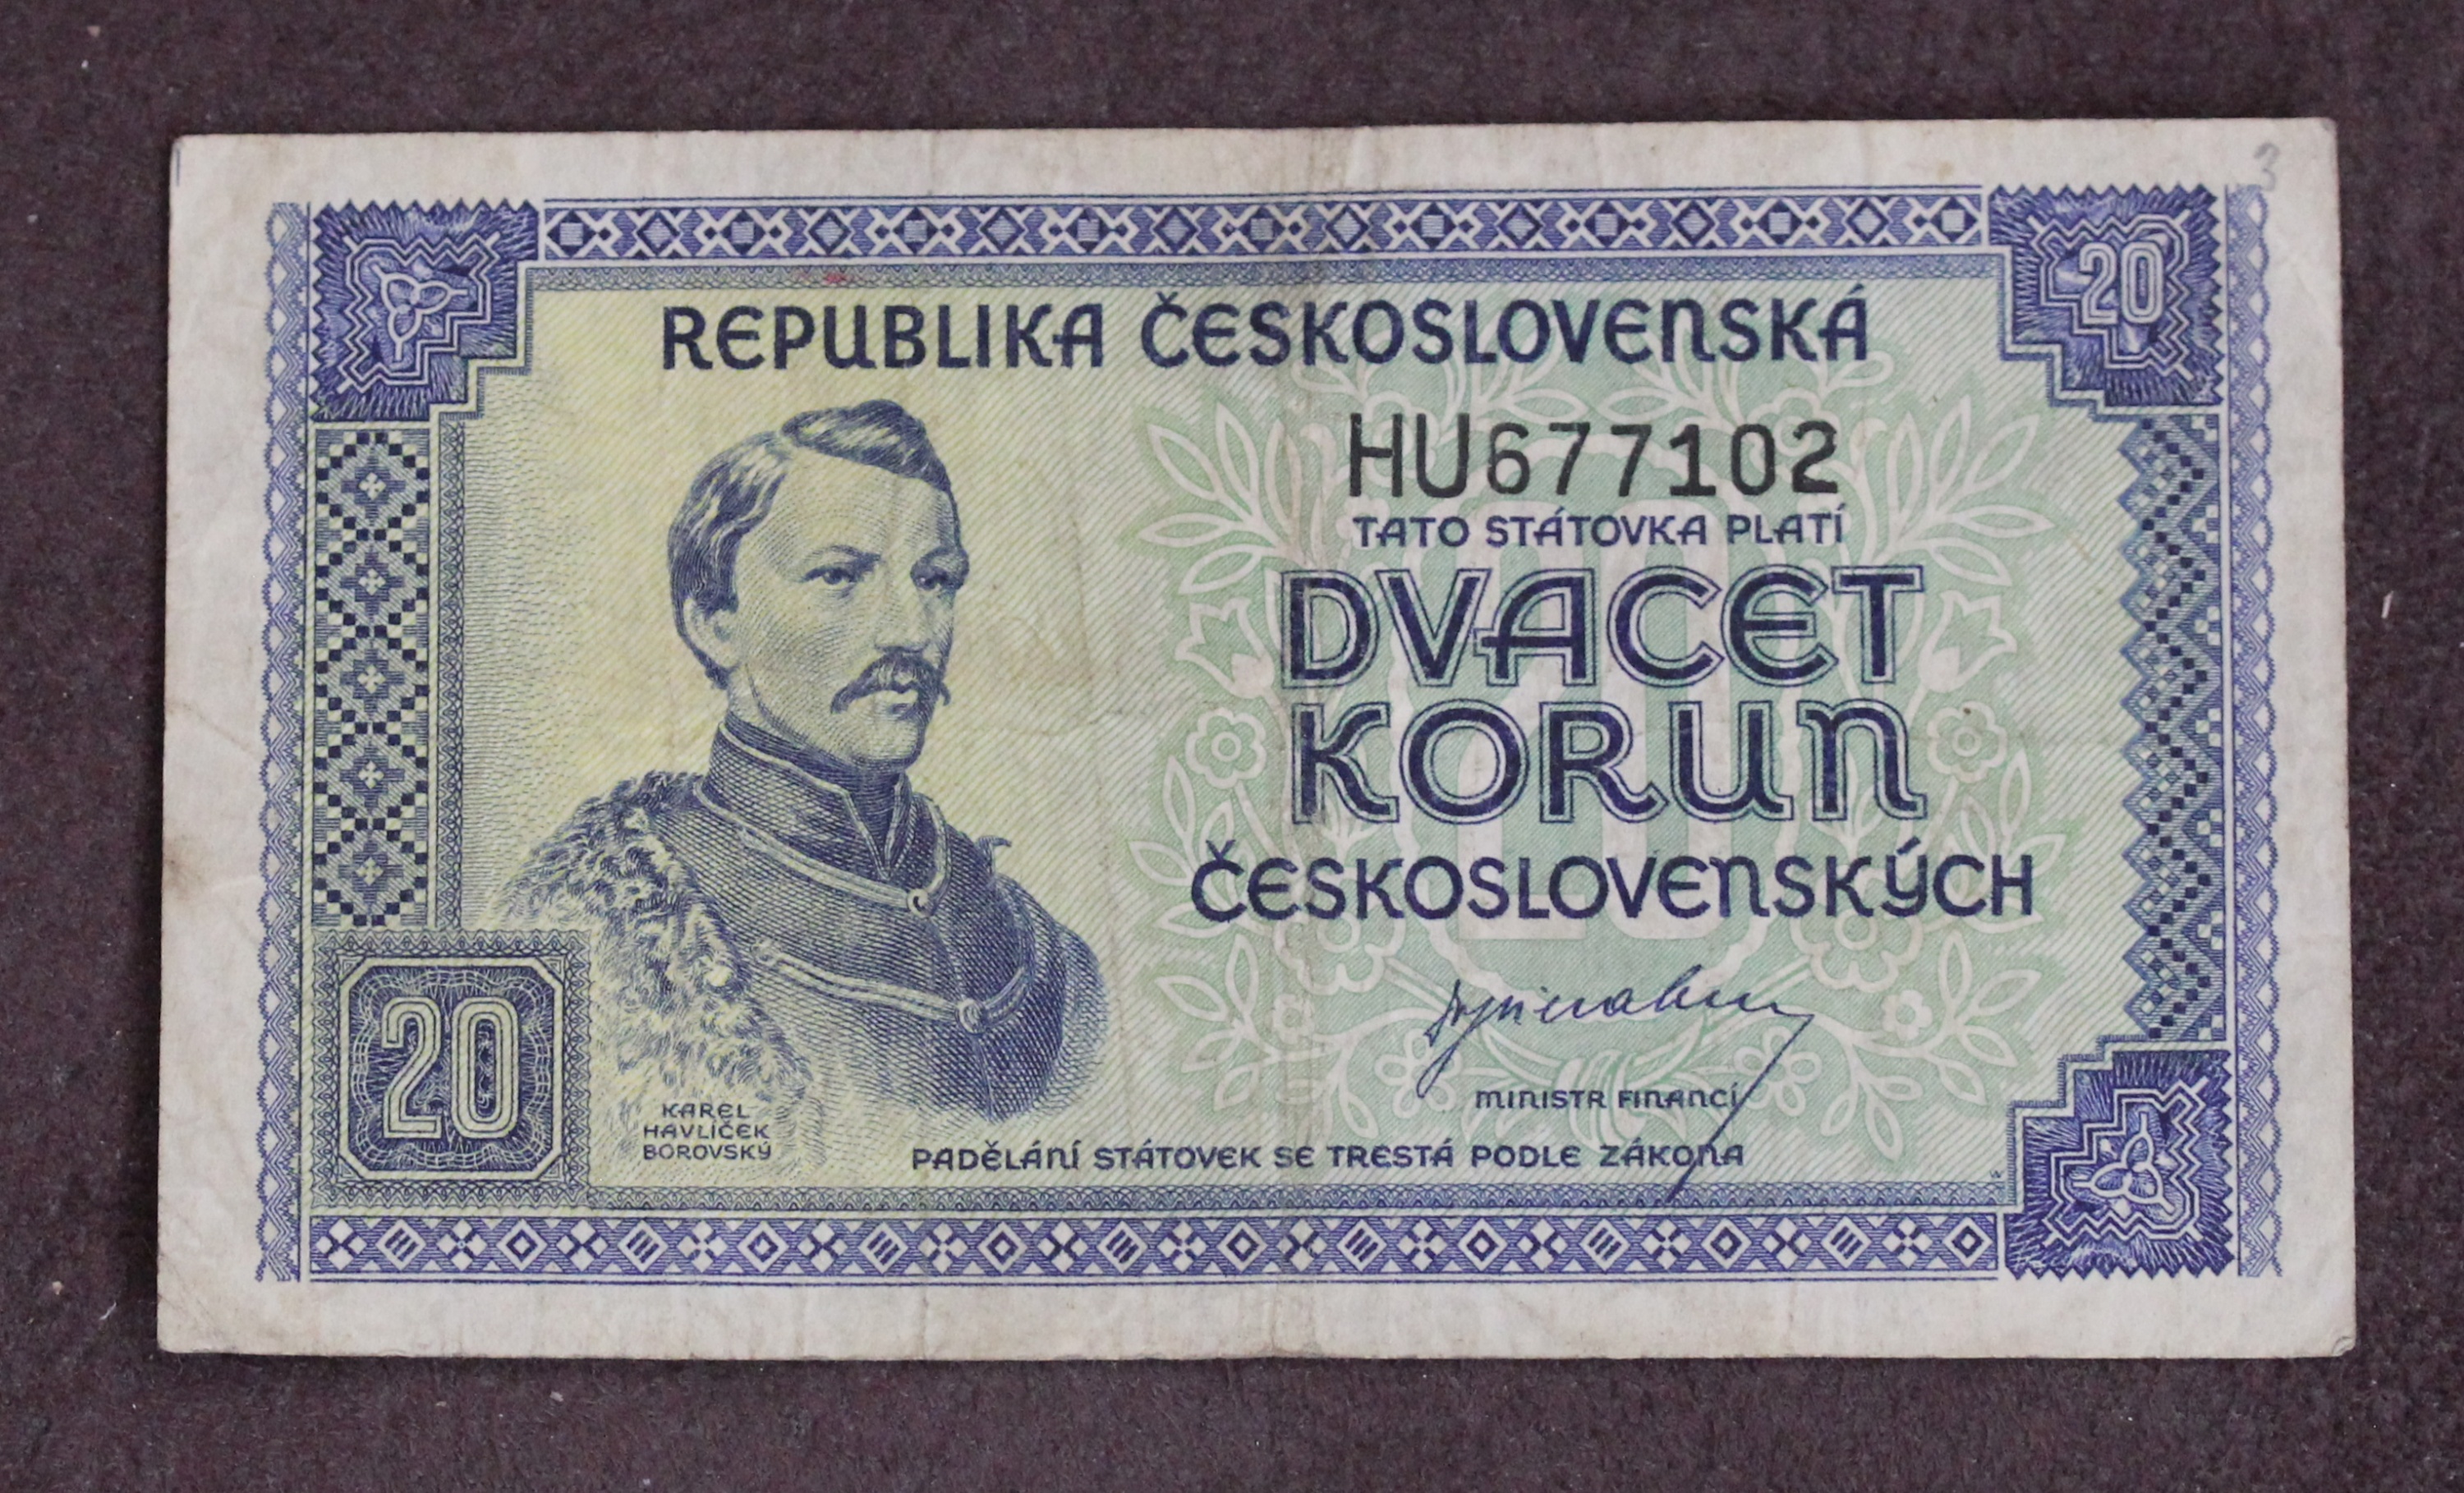 3
20
REPUBLIKA ČESKOSLOVENSKÁ
HU677102
TATO STÁTOVKA PLATÍ
DVACET
KORUN
ČESKOSLOVENSKÝCH
MINISTR FINANCÍ
20
KAREL
HAVLÍČEK
BOROVSKÝ
PADĚLÁNÍ STÁTOVEK SE TRESTÁ PODLE ZÁKONA